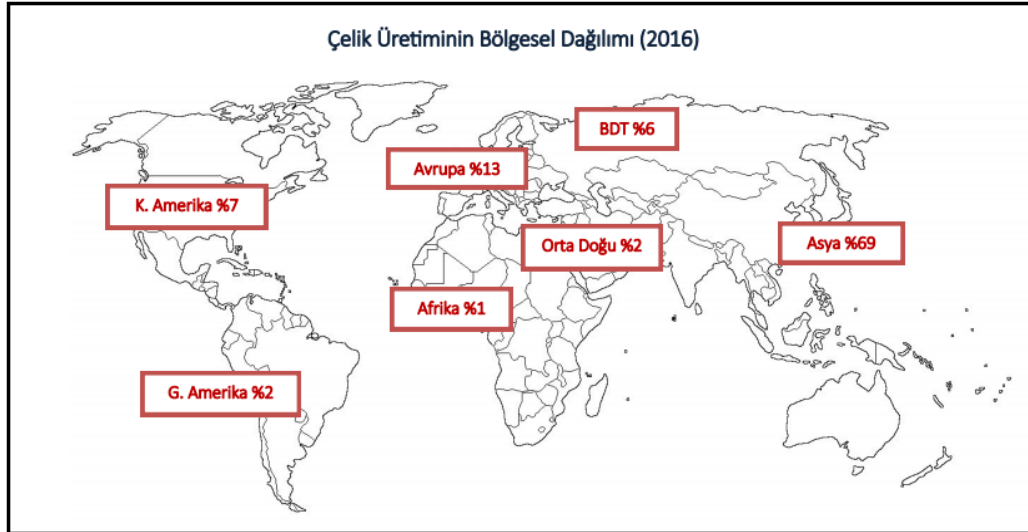 Çelik Üretiminin Bölgesel Dağılımı (2016)
BDT %6
Avrupa %13
K. Amerika %7
Orta Doğu %2
Asya %69
Afrika %1
G. Amerika %2